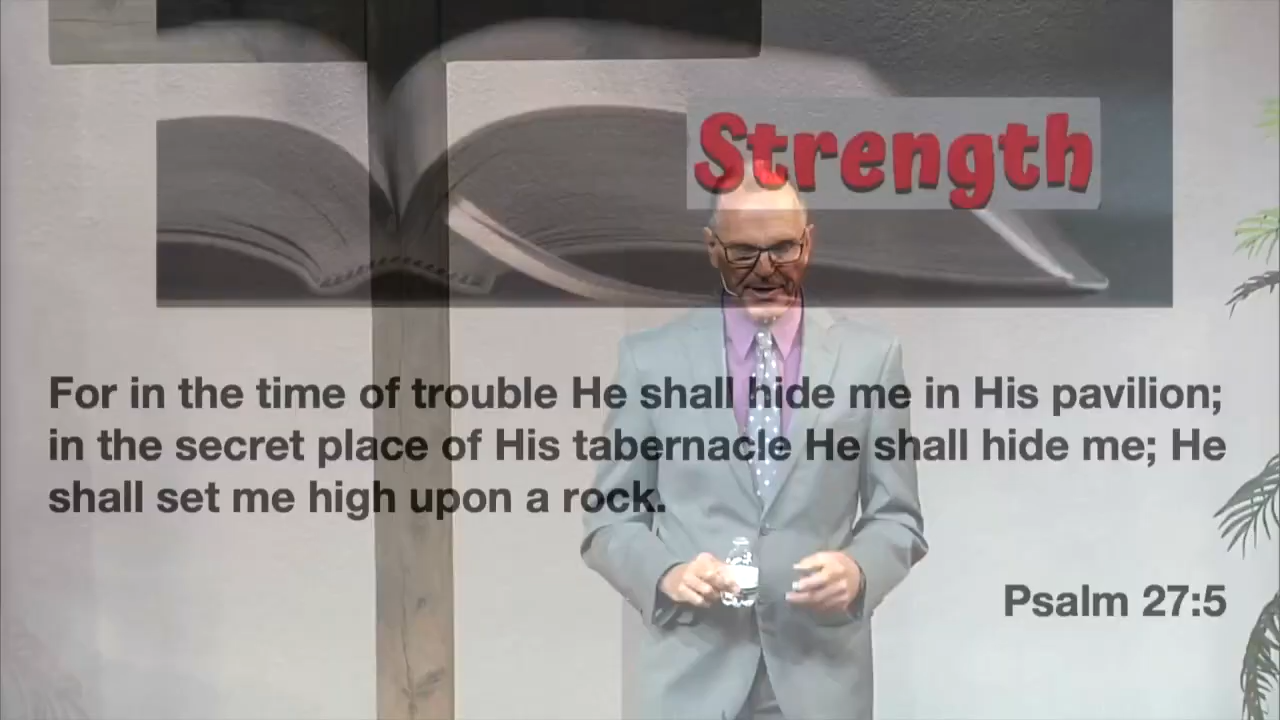 Strength
For in the time of trouble He shall hide me in His pavilion;
in the secret place of His tabernacle He shall hide me; He
shall set me high upon a rock.
Psalm 27:5